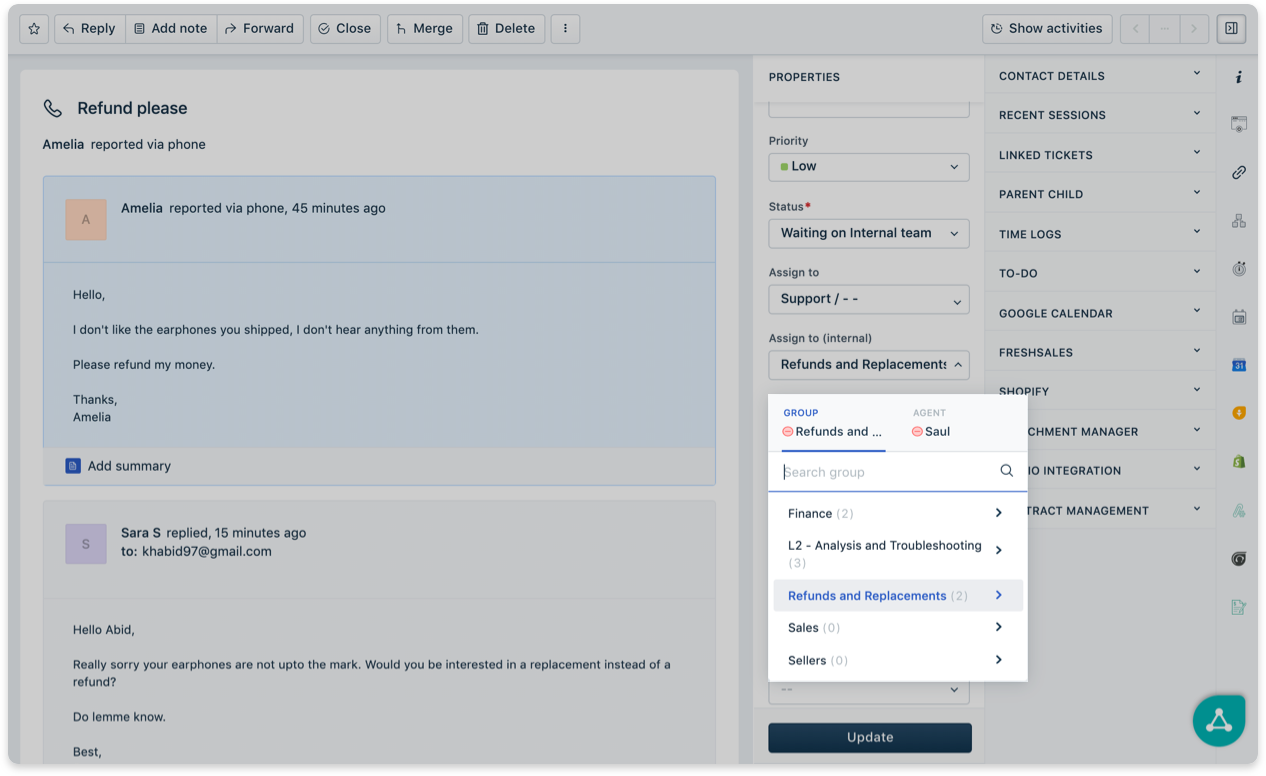 Reply
Add note
Forward
Close
Merge
Delete
Show activities
Refund please
Amelia reported via phone
A
Amelia reported via phone, 45 minutes ago
Hello,
I don't like the earphones you shipped, I don't hear anything from them.
Please refund my money.
Thanks,
Amelia
Add summary
S
Sara S replied, 15 minutes ago
to: khabid97@gmail.com
Hello Abid,
Really sorry your earphones are not upto the mark. Would you be interested in a replacement instead of a
refund?
Do lemme know.
Best,
PROPERTIES
Priority
Low
Status*
Waiting on Internal team
Assign to
Support / - -
Assign to (internal)
Refunds and Replacements
GROUP
Refunds and ...
AGENT
Saul
Search group
Finance (2)
L2 - Analysis and Troubleshooting
(3)
Refunds and Replacements (2)
Sales (0)
Sellers (0)
--
Update
CONTACT DETAILS
RECENT SESSIONS
LINKED TICKETS
PARENT CHILD
TIME LOGS
TO-DO
GOOGLE CALENDAR
FRESHSALES
SHOPIFY
CHMENT MANAGER
IO INTEGRATION
TRACT MANAGEMENT
31